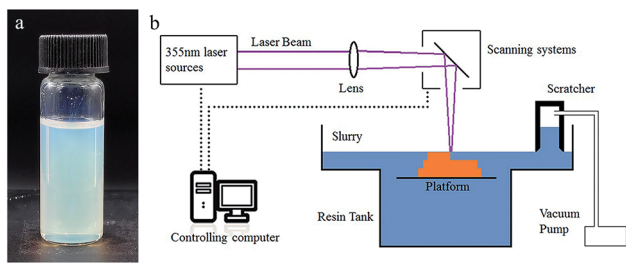 a
b
355nm laser
sources
Laser Beam
Lens
Scanning systems
Scratcher
Slurry
Platform
Resin Tank
Vacuum
Pump
Controlling computer